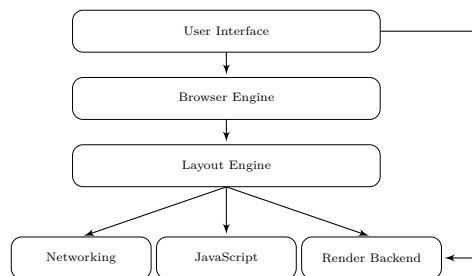 User Interface
Browser Engine
Layout Engine
Networking
JavaScript
Render Backend